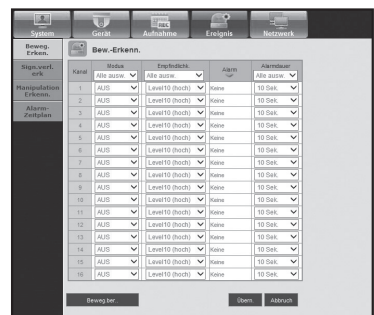 System Gerät Aufnahme Ereignis Netzwerk
Beweg. Erken.
Sign.verl. erk
Manipulation Erkenn.
Alarm- Zeitplan
Bew.-Erkenn.
Kanal Modus Empfindlichk. Alarm Alarmdauer
Alle ausw. Alle ausw. Alle ausw.
1 AUS Level10 (hoch) Keine 10 Sek.
2 AUS Level10 (hoch) Keine 10 Sek.
3 AUS Level10 (hoch) Keine 10 Sek.
4 AUS Level10 (hoch) Keine 10 Sek.
5 AUS Level10 (hoch) Keine 10 Sek.
6 AUS Level10 (hoch) Keine 10 Sek.
7 AUS Level10 (hoch) Keine 10 Sek.
8 AUS Level10 (hoch) Keine 10 Sek.
9 AUS Level10 (hoch) Keine 10 Sek.
10 AUS Level10 (hoch) Keine 10 Sek.
11 AUS Level10 (hoch) Keine 10 Sek.
12 AUS Level10 (hoch) Keine 10 Sek.
13 AUS Level10 (hoch) Keine 10 Sek.
14 AUS Level10 (hoch) Keine 10 Sek.
15 AUS Level10 (hoch) Keine 10 Sek.
16 AUS Level10 (hoch) Keine 10 Sek.
Beweg.ber.. Übern Abbruch